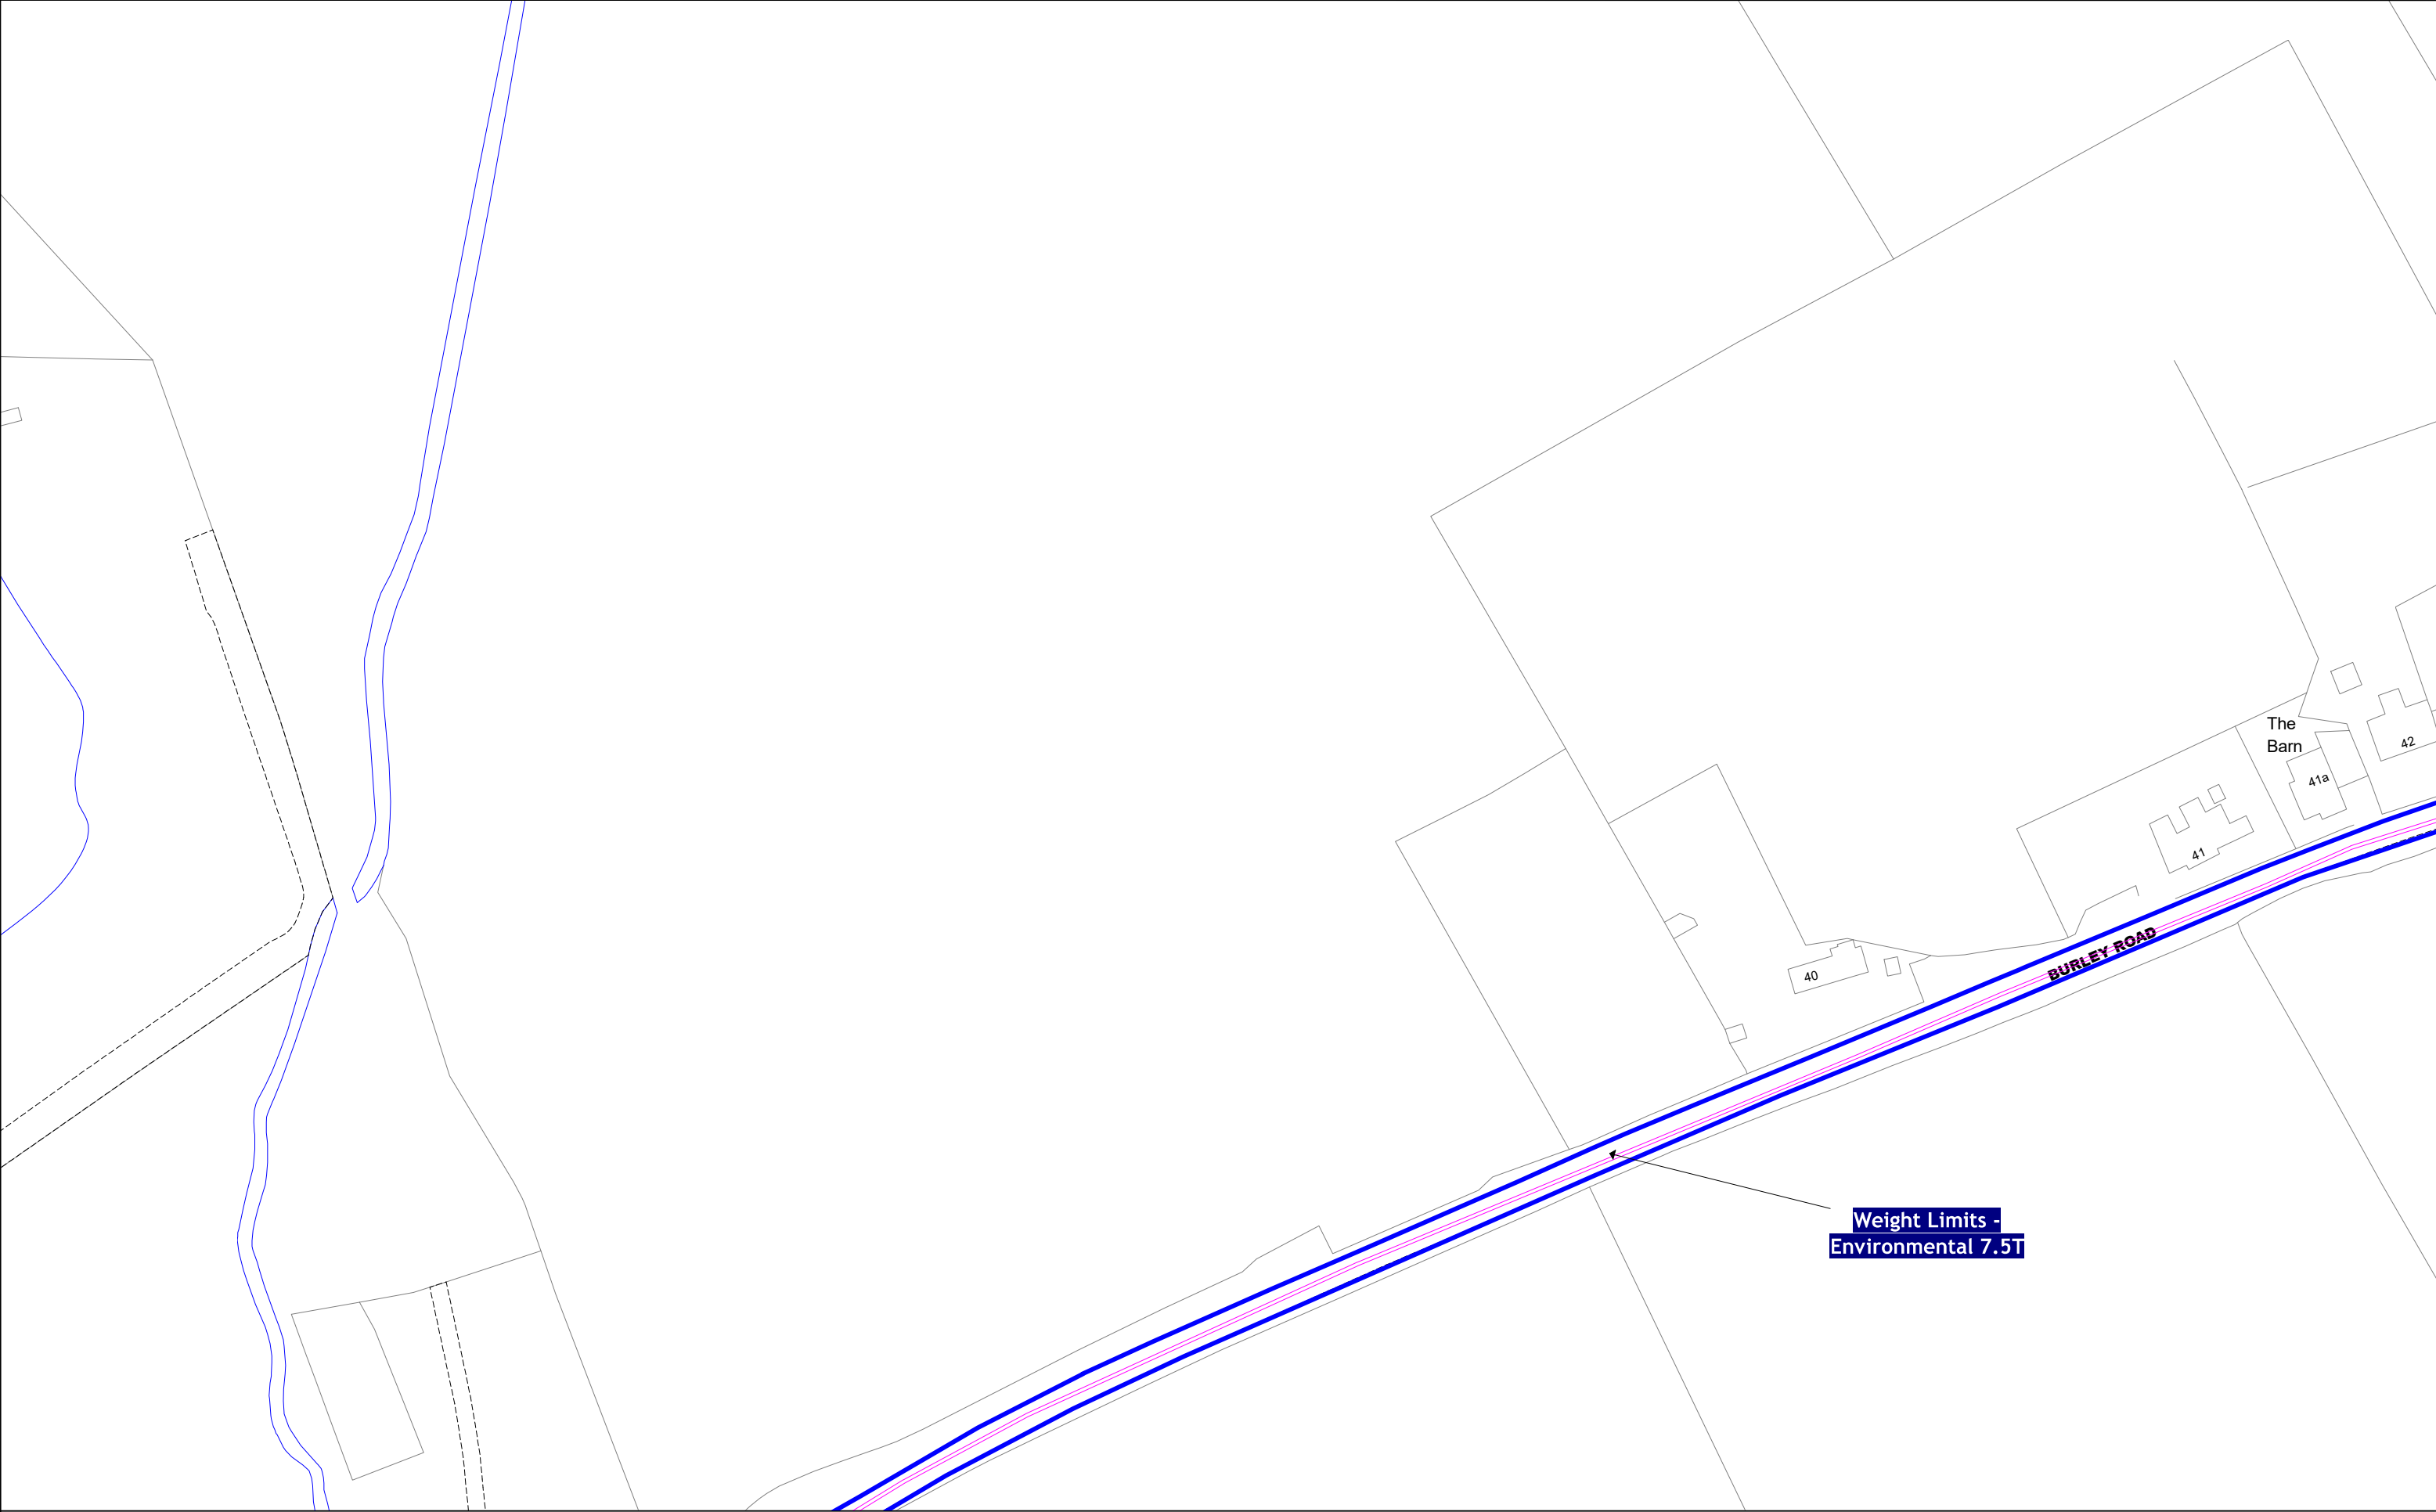 The
Barn
42
41a
41
BURLEY ROAD
40
Weight Limits -
Environmental 7.5T